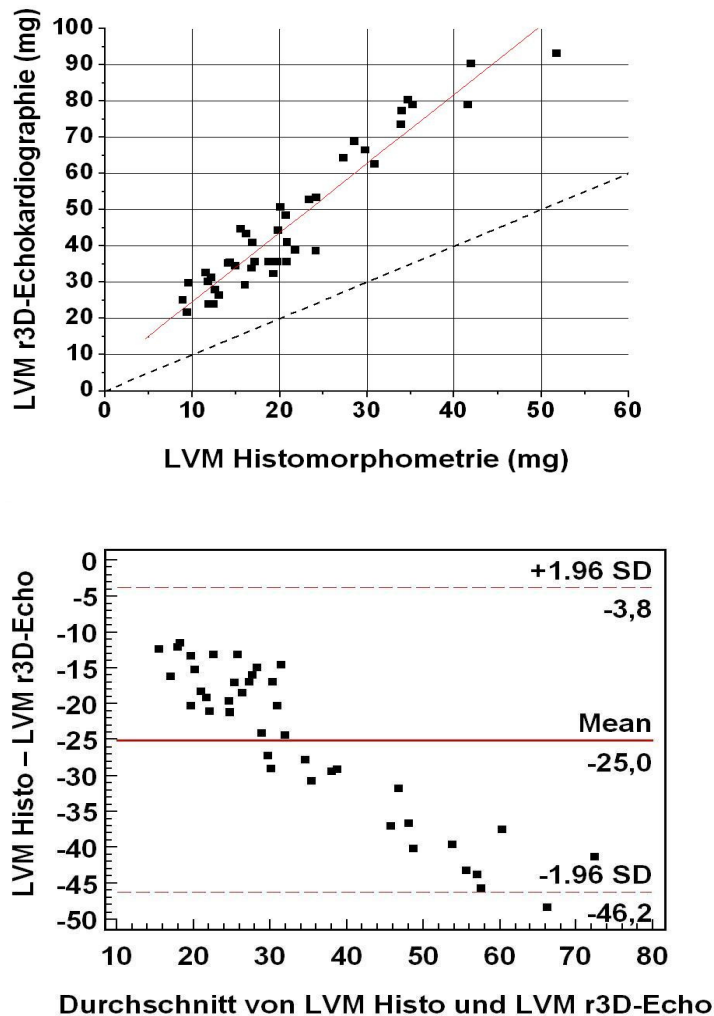 LVM r3D-Echokardiographie (mg)
100
90
80
70
60
50
40
30
20
10
0
0 10 20 30 40 50 60
LVM Histomorphometrie (mg)
LVM Histo – LVM r3D-Echo
0
-5
-10
-15
-20
-25
-30
-35
-40
-45
-50
+1.96 SD
-3,8
Mean
-25,0
-1.96 SD
-46,2
10 20 30 40 50 60 70 80
Durchschnitt von LVM Histo und LVM r3D-Echo